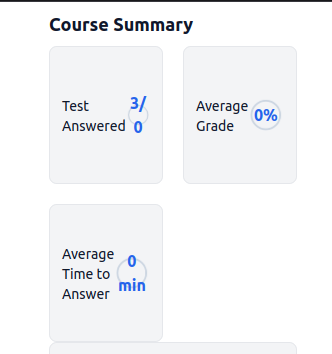 Course Summary
Test
Answered
3/
0
Average
Grade
0%
Average
Time to
Answer
0
min